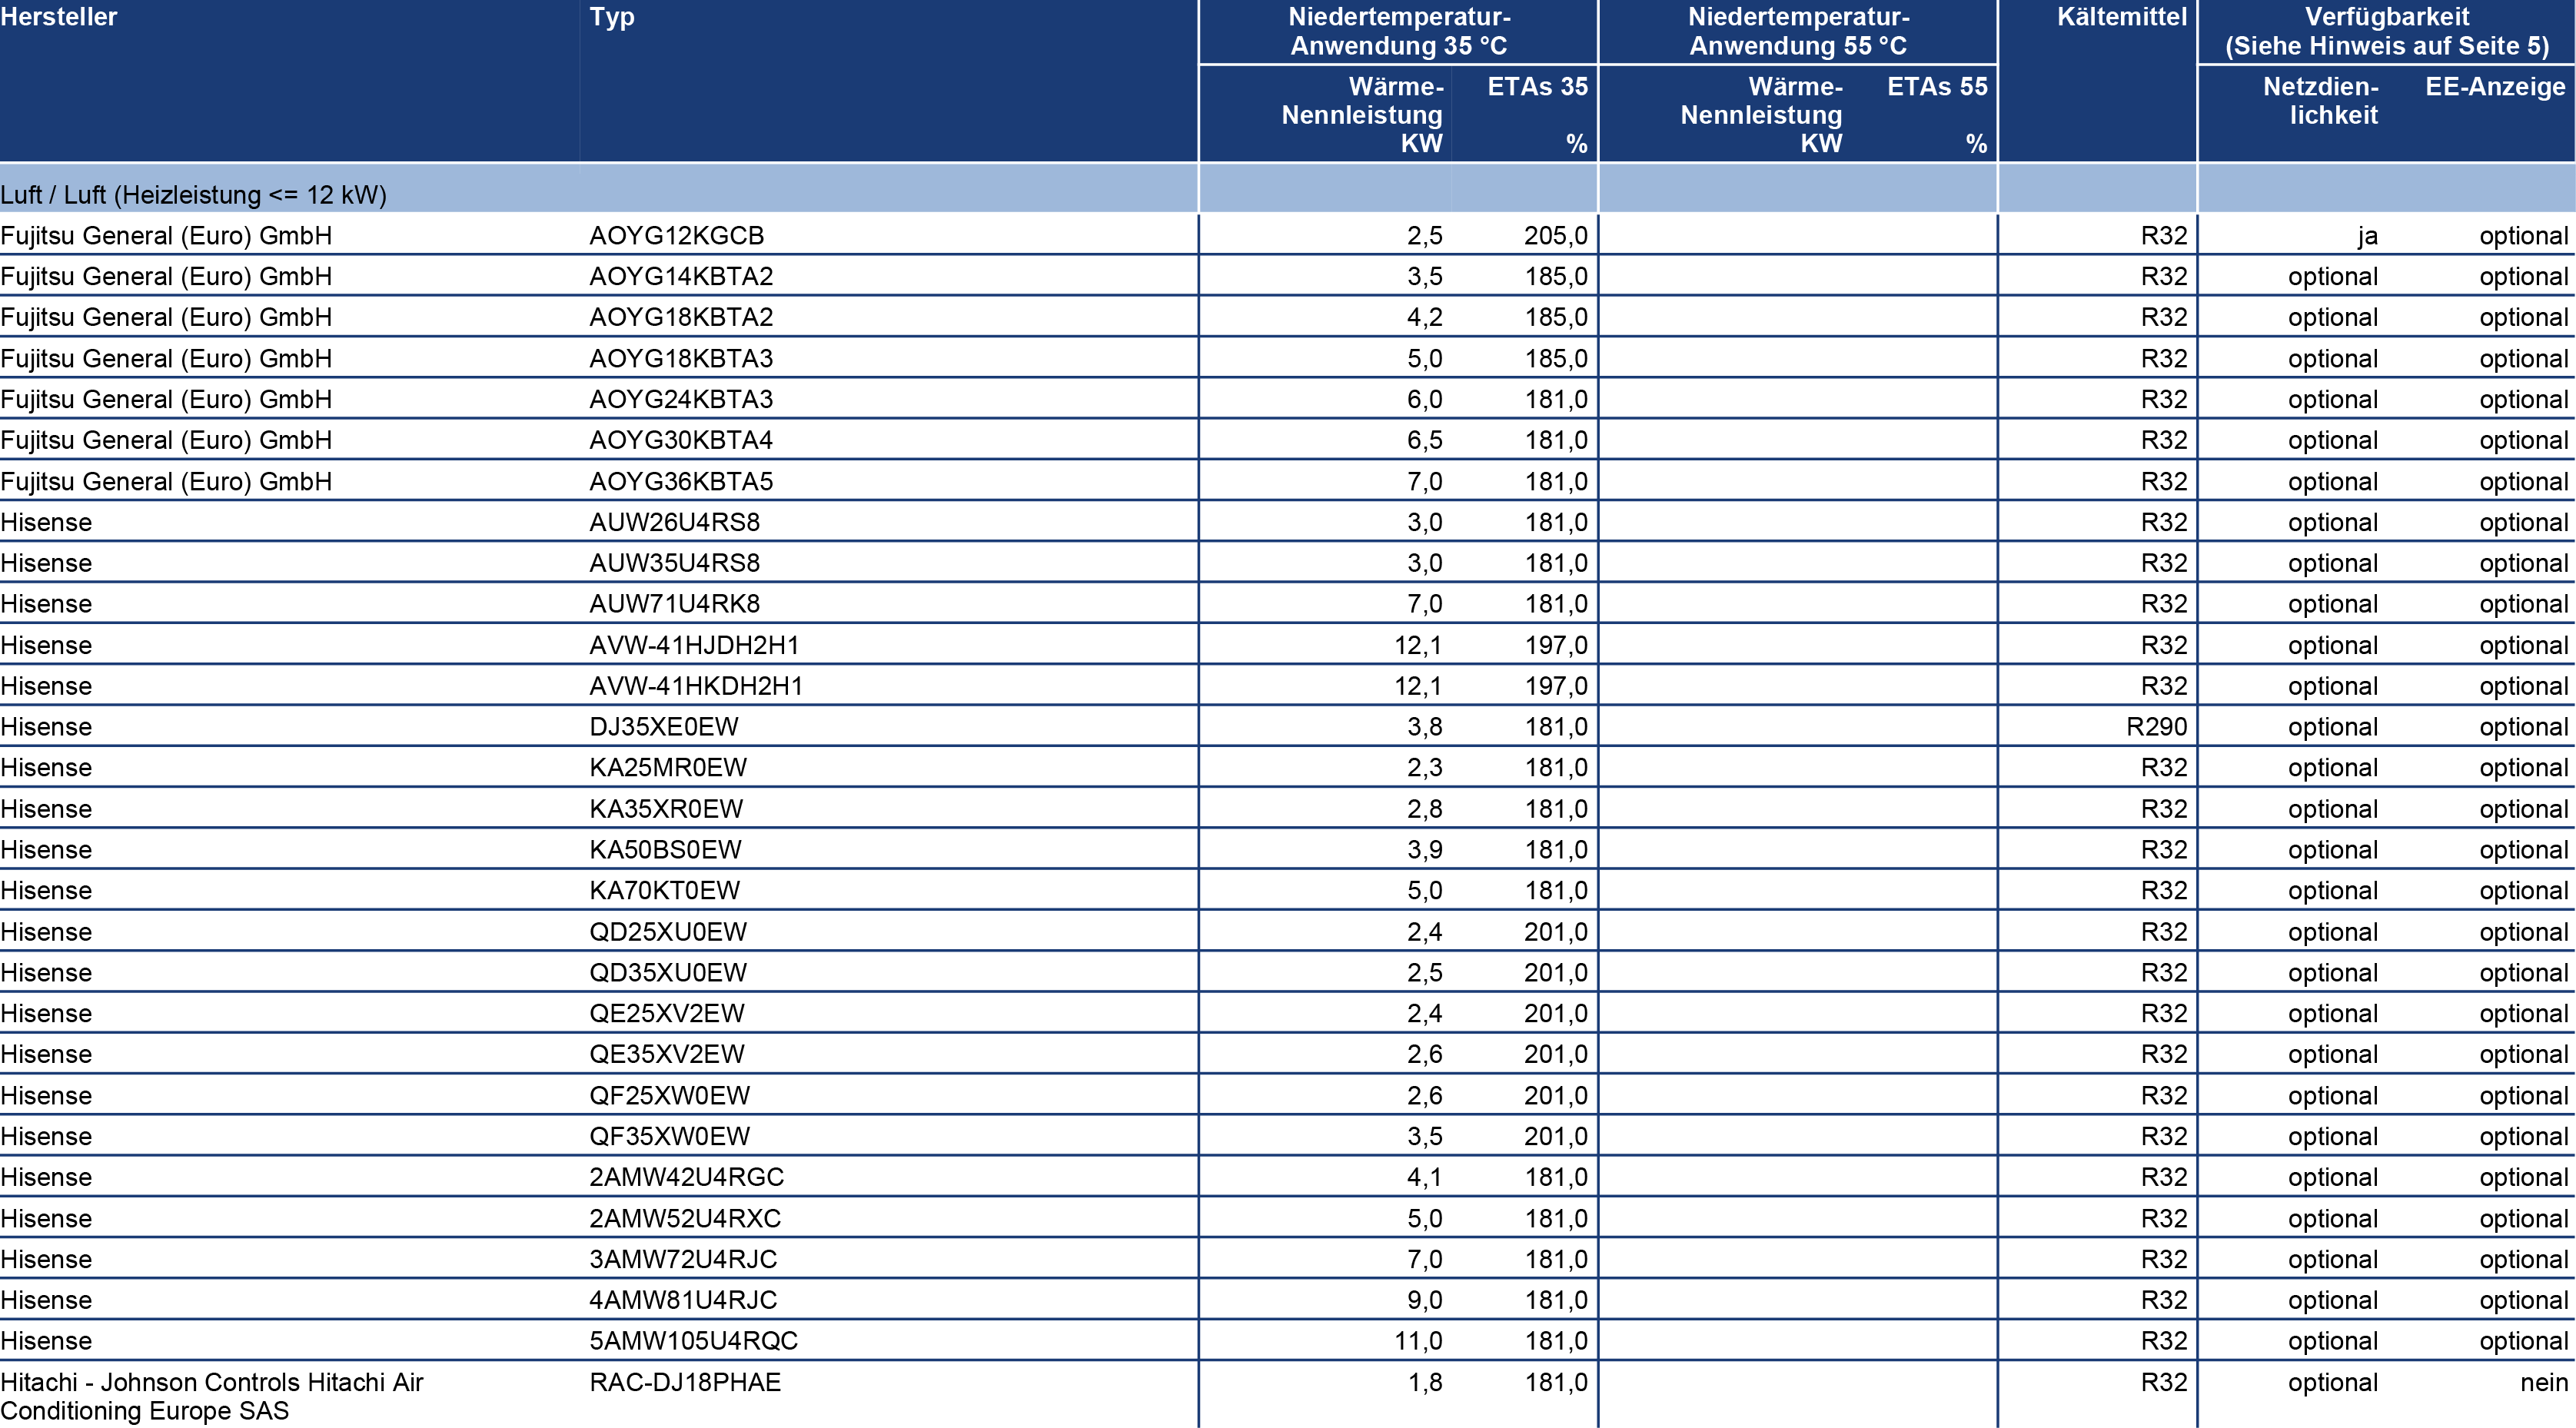 Hersteller Typ Niedertemperatur- Niedertemperatur- Kältemittel Verfügbarkeit
Anwendung 35 °C Anwendung 55 °C (Siehe Hinweis auf Seite 5)
Wärme- ETAs 35 Wärme- ETAs 55 Netzdien- EE-Anzeige
Nennleistung Nennleistung lichkeit
KW % KW %
Luft / Luft (Heizleistung <= 12 kW)
Fujitsu General (Euro) GmbH AOYG12KGCB 2,5 205,0 R32 ja optional
Fujitsu General (Euro) GmbH AOYG14KBTA2 3,5 185,0 R32 optional optional
Fujitsu General (Euro) GmbH AOYG18KBTA2 4,2 185,0 R32 optional optional
Fujitsu General (Euro) GmbH AOYG18KBTA3 5,0 185,0 R32 optional optional
Fujitsu General (Euro) GmbH AOYG24KBTA3 6,0 181,0 R32 optional optional
Fujitsu General (Euro) GmbH AOYG30KBTA4 6,5 181,0 R32 optional optional
Fujitsu General (Euro) GmbH AOYG36KBTA5 7,0 181,0 R32 optional optional
Hisense AUW26U4RS8 3,0 181,0 R32 optional optional
Hisense AUW35U4RS8 3,0 181,0 R32 optional optional
Hisense AUW71U4RK8 7,0 181,0 R32 optional optional
Hisense AVW-41HJDH2H1 12,1 197,0 R32 optional optional
Hisense AVW-41HKDH2H1 12,1 197,0 R32 optional optional
Hisense DJ35XE0EW 3,8 181,0 R290 optional optional
Hisense KA25MR0EW 2,3 181,0 R32 optional optional
Hisense KA35XR0EW 2,8 181,0 R32 optional optional
Hisense KA50BS0EW 3,9 181,0 R32 optional optional
Hisense KA70KT0EW 5,0 181,0 R32 optional optional
Hisense QD25XU0EW 2,4 201,0 R32 optional optional
Hisense QD35XU0EW 2,5 201,0 R32 optional optional
Hisense QE25XV2EW 2,4 201,0 R32 optional optional
Hisense QE35XV2EW 2,6 201,0 R32 optional optional
Hisense QF25XW0EW 2,6 201,0 R32 optional optional
Hisense QF35XW0EW 3,5 201,0 R32 optional optional
Hisense 2AMW42U4RGC 4,1 181,0 R32 optional optional
Hisense 2AMW52U4RXC 5,0 181,0 R32 optional optional
Hisense 3AMW72U4RJC 7,0 181,0 R32 optional optional
Hisense 4AMW81U4RJC 9,0 181,0 R32 optional optional
Hisense 5AMW105U4RQC 11,0 181,0 R32 optional optional
Hitachi - Johnson Controls Hitachi Air RAC-DJ18PHAE 1,8 181,0 R32 optional nein
Conditioning Europe SAS